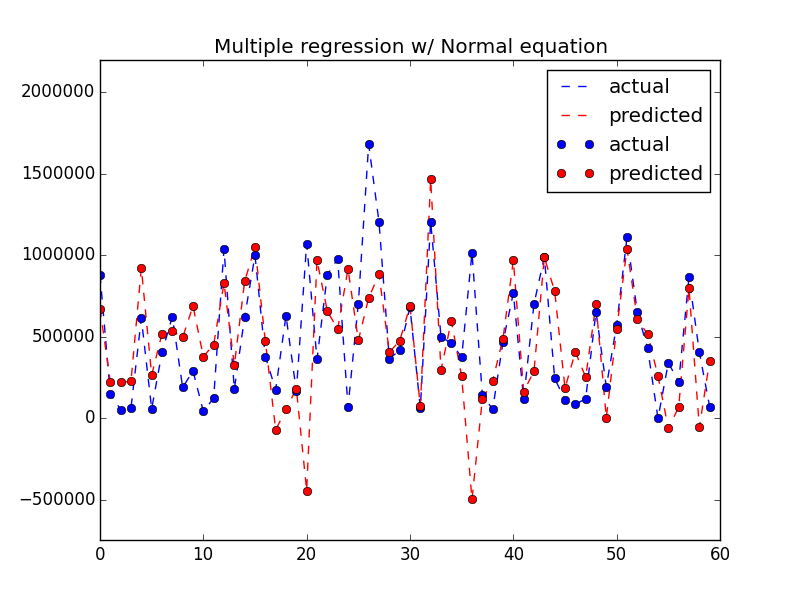 Multiple regression w/ Normal equation
2000000
1500000
1000000
500000
0
−500000
0 10 20 30 40 50 60
actual
predicted
actual
predicted